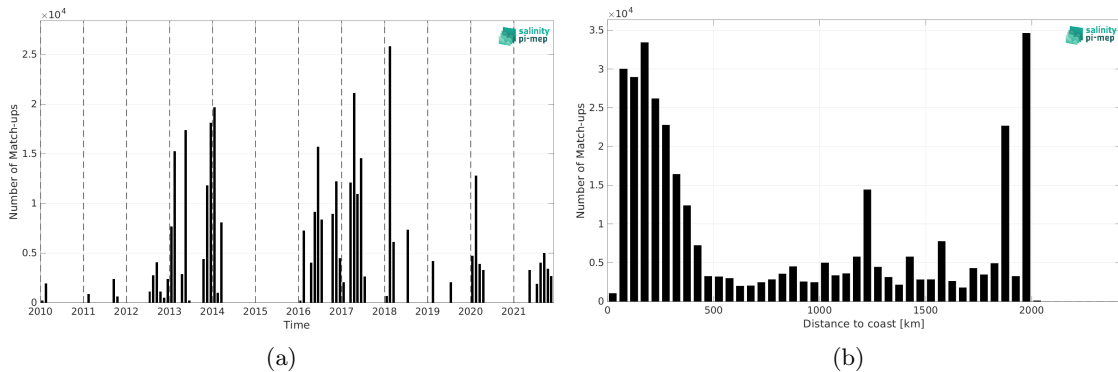 ×10⁴
2.5
2
1.5
1
0.5
0
2010 2011 2012 2013 2014 2015 2016 2017 2018 2019 2020 2021
Number of Match-ups
Time
salinity
pi-mep
(a)
×10⁴
3.5
3
2.5
2
1.5
1
0.5
0
0 500 1000 1500 2000
Number of Match-ups
Distance to coast [km]
salinity
pi-mep
(b)